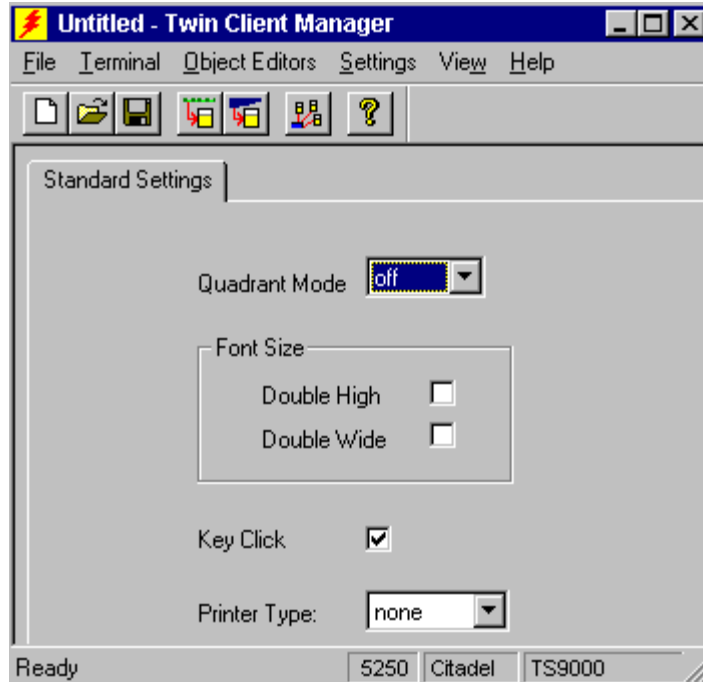 Untitled - Twin Client Manager
File Terminal Object Editors Settings View Help
Standard Settings
Quadrant Mode off
Font Size
Double High
Double Wide
Key Click
Printer Type: none
Ready 5250 Citadel TS9000